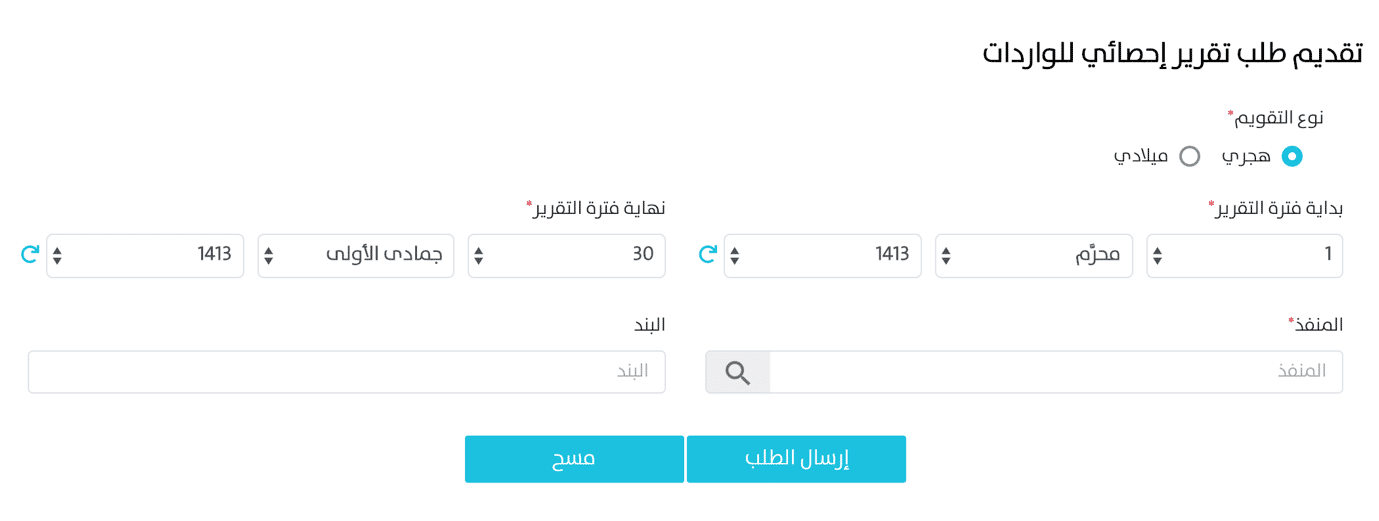 تقديم طلب تقرير إحصائي للواردات
نوع التقويم*
هجري ميلادي
بداية فترة التقرير* نهاية فترة التقرير*
1 محرَّم 1413 30 جمادى الأولى 1413
المنفذ* البند
المنفذ البند
إرسال الطلب مسح